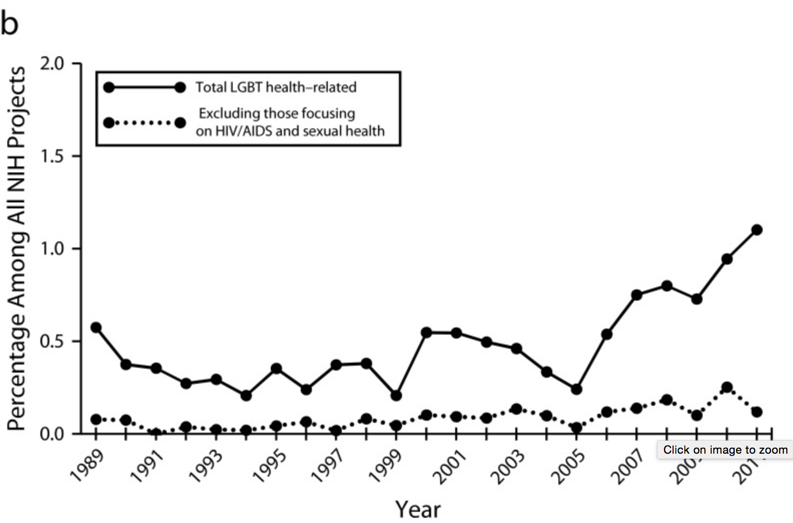 b
Percentage Among All NIH Projects
2.0
1.5
1.0
0.5
0.0
Total LGBT health–related
Excluding those focusing
on HIV/AIDS and sexual health
1989
1991
1993
1995
1997
1999
2001
2003
2005
2007
Click on image to zoom
Year